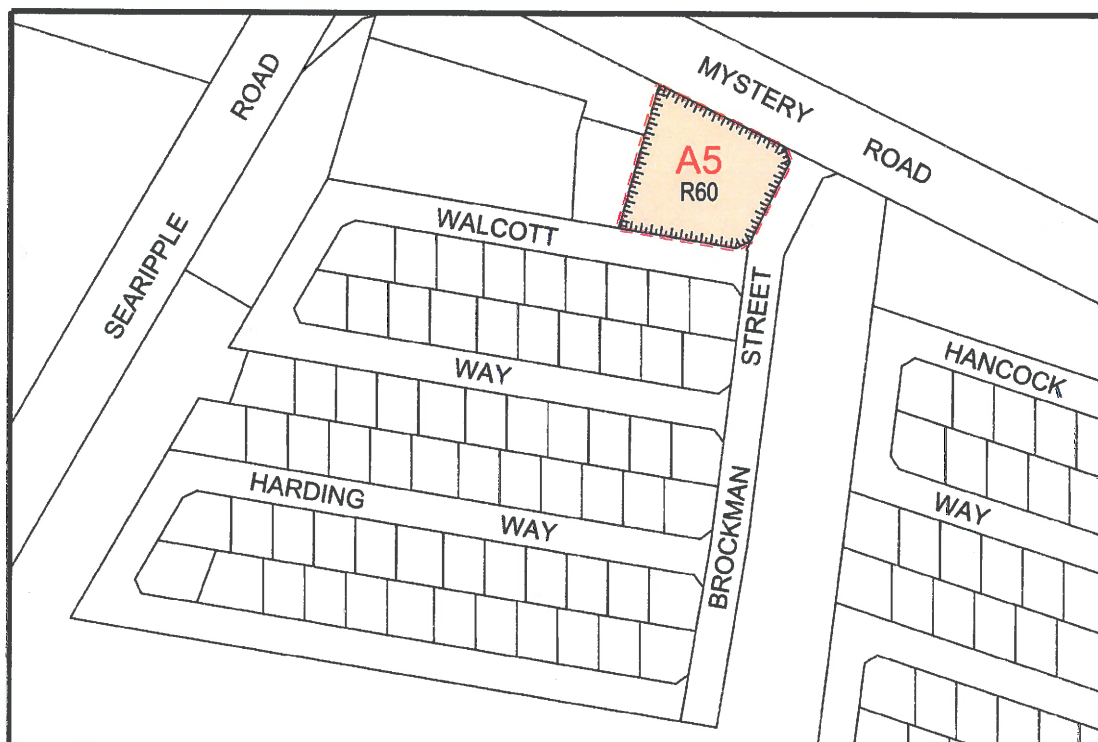 MYSTERY
ROAD
SEARIPPLE
ROAD
A5
R60
WALCOTT
WAY
BROCKMAN
STREET
HANCOCK
WAY
HARDING
WAY